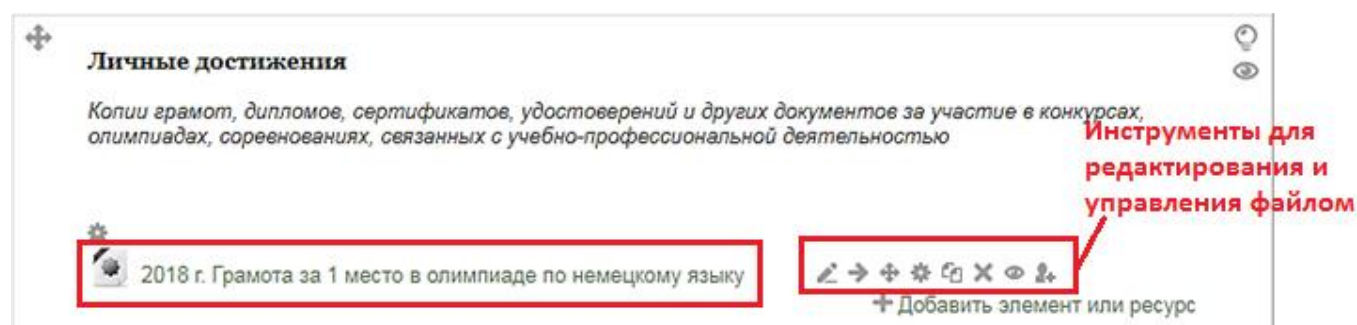 Личные достижения
Копии грамот, дипломов, сертификатов, удостоверений и других документов за участие в конкурсах,
олимпиадах, соревнованиях, связанных с учебно-профессиональной деятельностью
Инструменты для
редактирования и
управления файлом
2018 г. Грамота за 1 место в олимпиаде по немецкому языку
Добавить элемент или ресурс